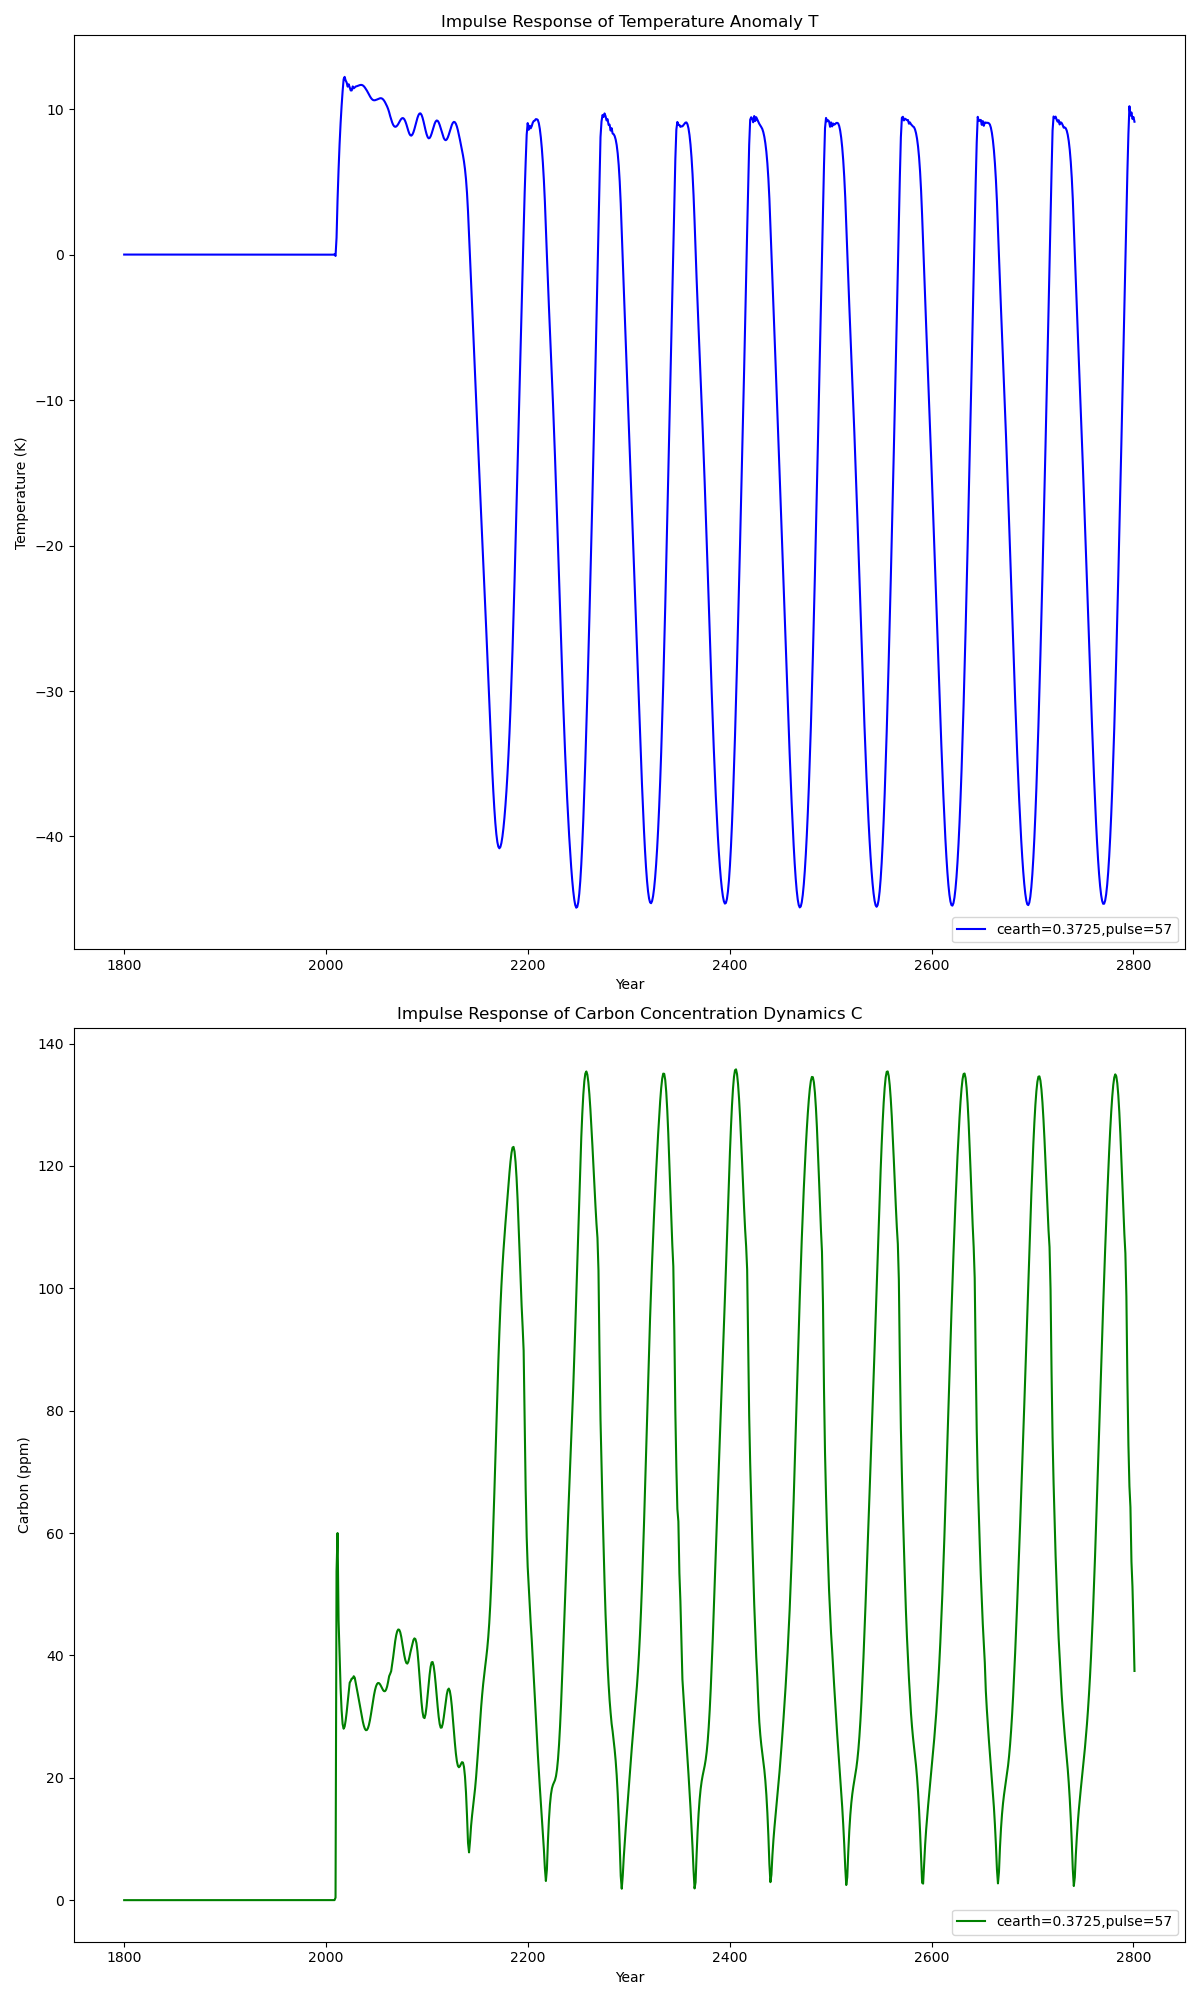 Impulse Response of Temperature Anomaly T
10
0
−10
−20
−30
−40
Temperature (K)
cearth=0.3725,pulse=57
1800 2000 2200 2400 2600 2800
Year
Impulse Response of Carbon Concentration Dynamics C
140
120
100
80
60
40
20
0
Carbon (ppm)
cearth=0.3725,pulse=57
1800 2000 2200 2400 2600 2800
Year